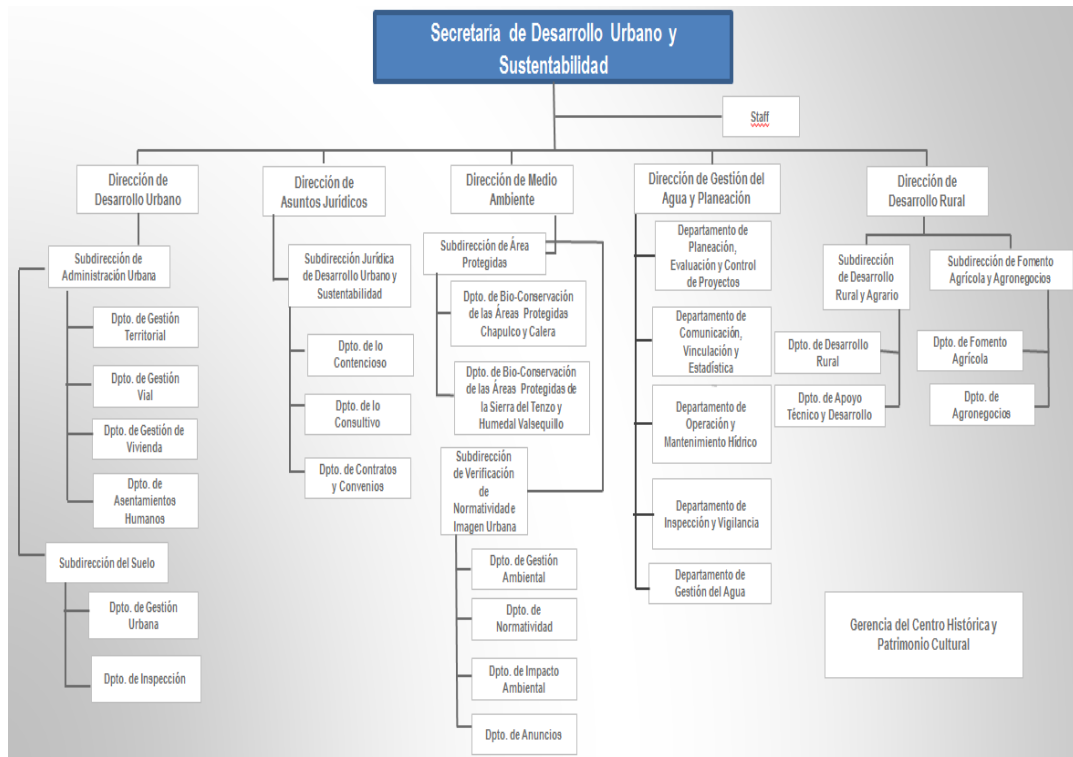 Secretaría de Desarrollo Urbano y
Sustentabilidad
Staff
Dirección de
Desarrollo Urbano
Subdirección de
Administración Urbana
Dpto. de Gestión
Territorial
Dpto. de Gestión
Vial
Dpto. de Gestión de
Vivienda
Dpto. de
Asentamientos
Humanos
Subdirección del Suelo
Dpto. de Gestión
Urbana
Dpto. de Inspección
Dirección de
Asuntos Jurídicos
Subdirección Jurídica
de Desarrollo Urbano y
Sustentabilidad
Dpto. de lo
Contencioso
Dpto. de lo
Consultivo
Dpto. de Contratos
y Convenios
Dirección de Medio
Ambiente
Subdirección de Área
Protegidas
Dpto. de Bio-Conservación
de las Áreas Protegidas
Chapulco y Calera
Dpto. de Bio-Conservación
de las Áreas Protegidas de
la Sierra del Tenzo y
Humedal Valsequillo
Subdirección
de Verificación
de
Normatividad e
Imagen Urbana
Dpto. de Gestión
Ambiental
Dpto. de
Normatividad
Dpto. de Impacto
Ambiental
Dpto. de Anuncios
Dirección de Gestión del
Agua y Planeación
Departamento de
Planeación,
Evaluación y Control
de Proyectos
Departamento de
Comunicación,
Vinculación y
Estadística
Departamento de
Operación y
Mantenimiento Hídrico
Departamento de
Inspección y Vigilancia
Departamento de
Gestión del Agua
Dirección de
Desarrollo Rural
Subdirección
de Desarrollo
Rural y Agrario
Dpto. de Desarrollo
Rural
Dpto. de Apoyo
Técnico y Desarrollo
Subdirección de Fomento
Agrícola y Agronegocios
Dpto. de Fomento
Agrícola
Dpto. de
Agronegocios
Gerencia del Centro Histórica y
Patrimonio Cultural